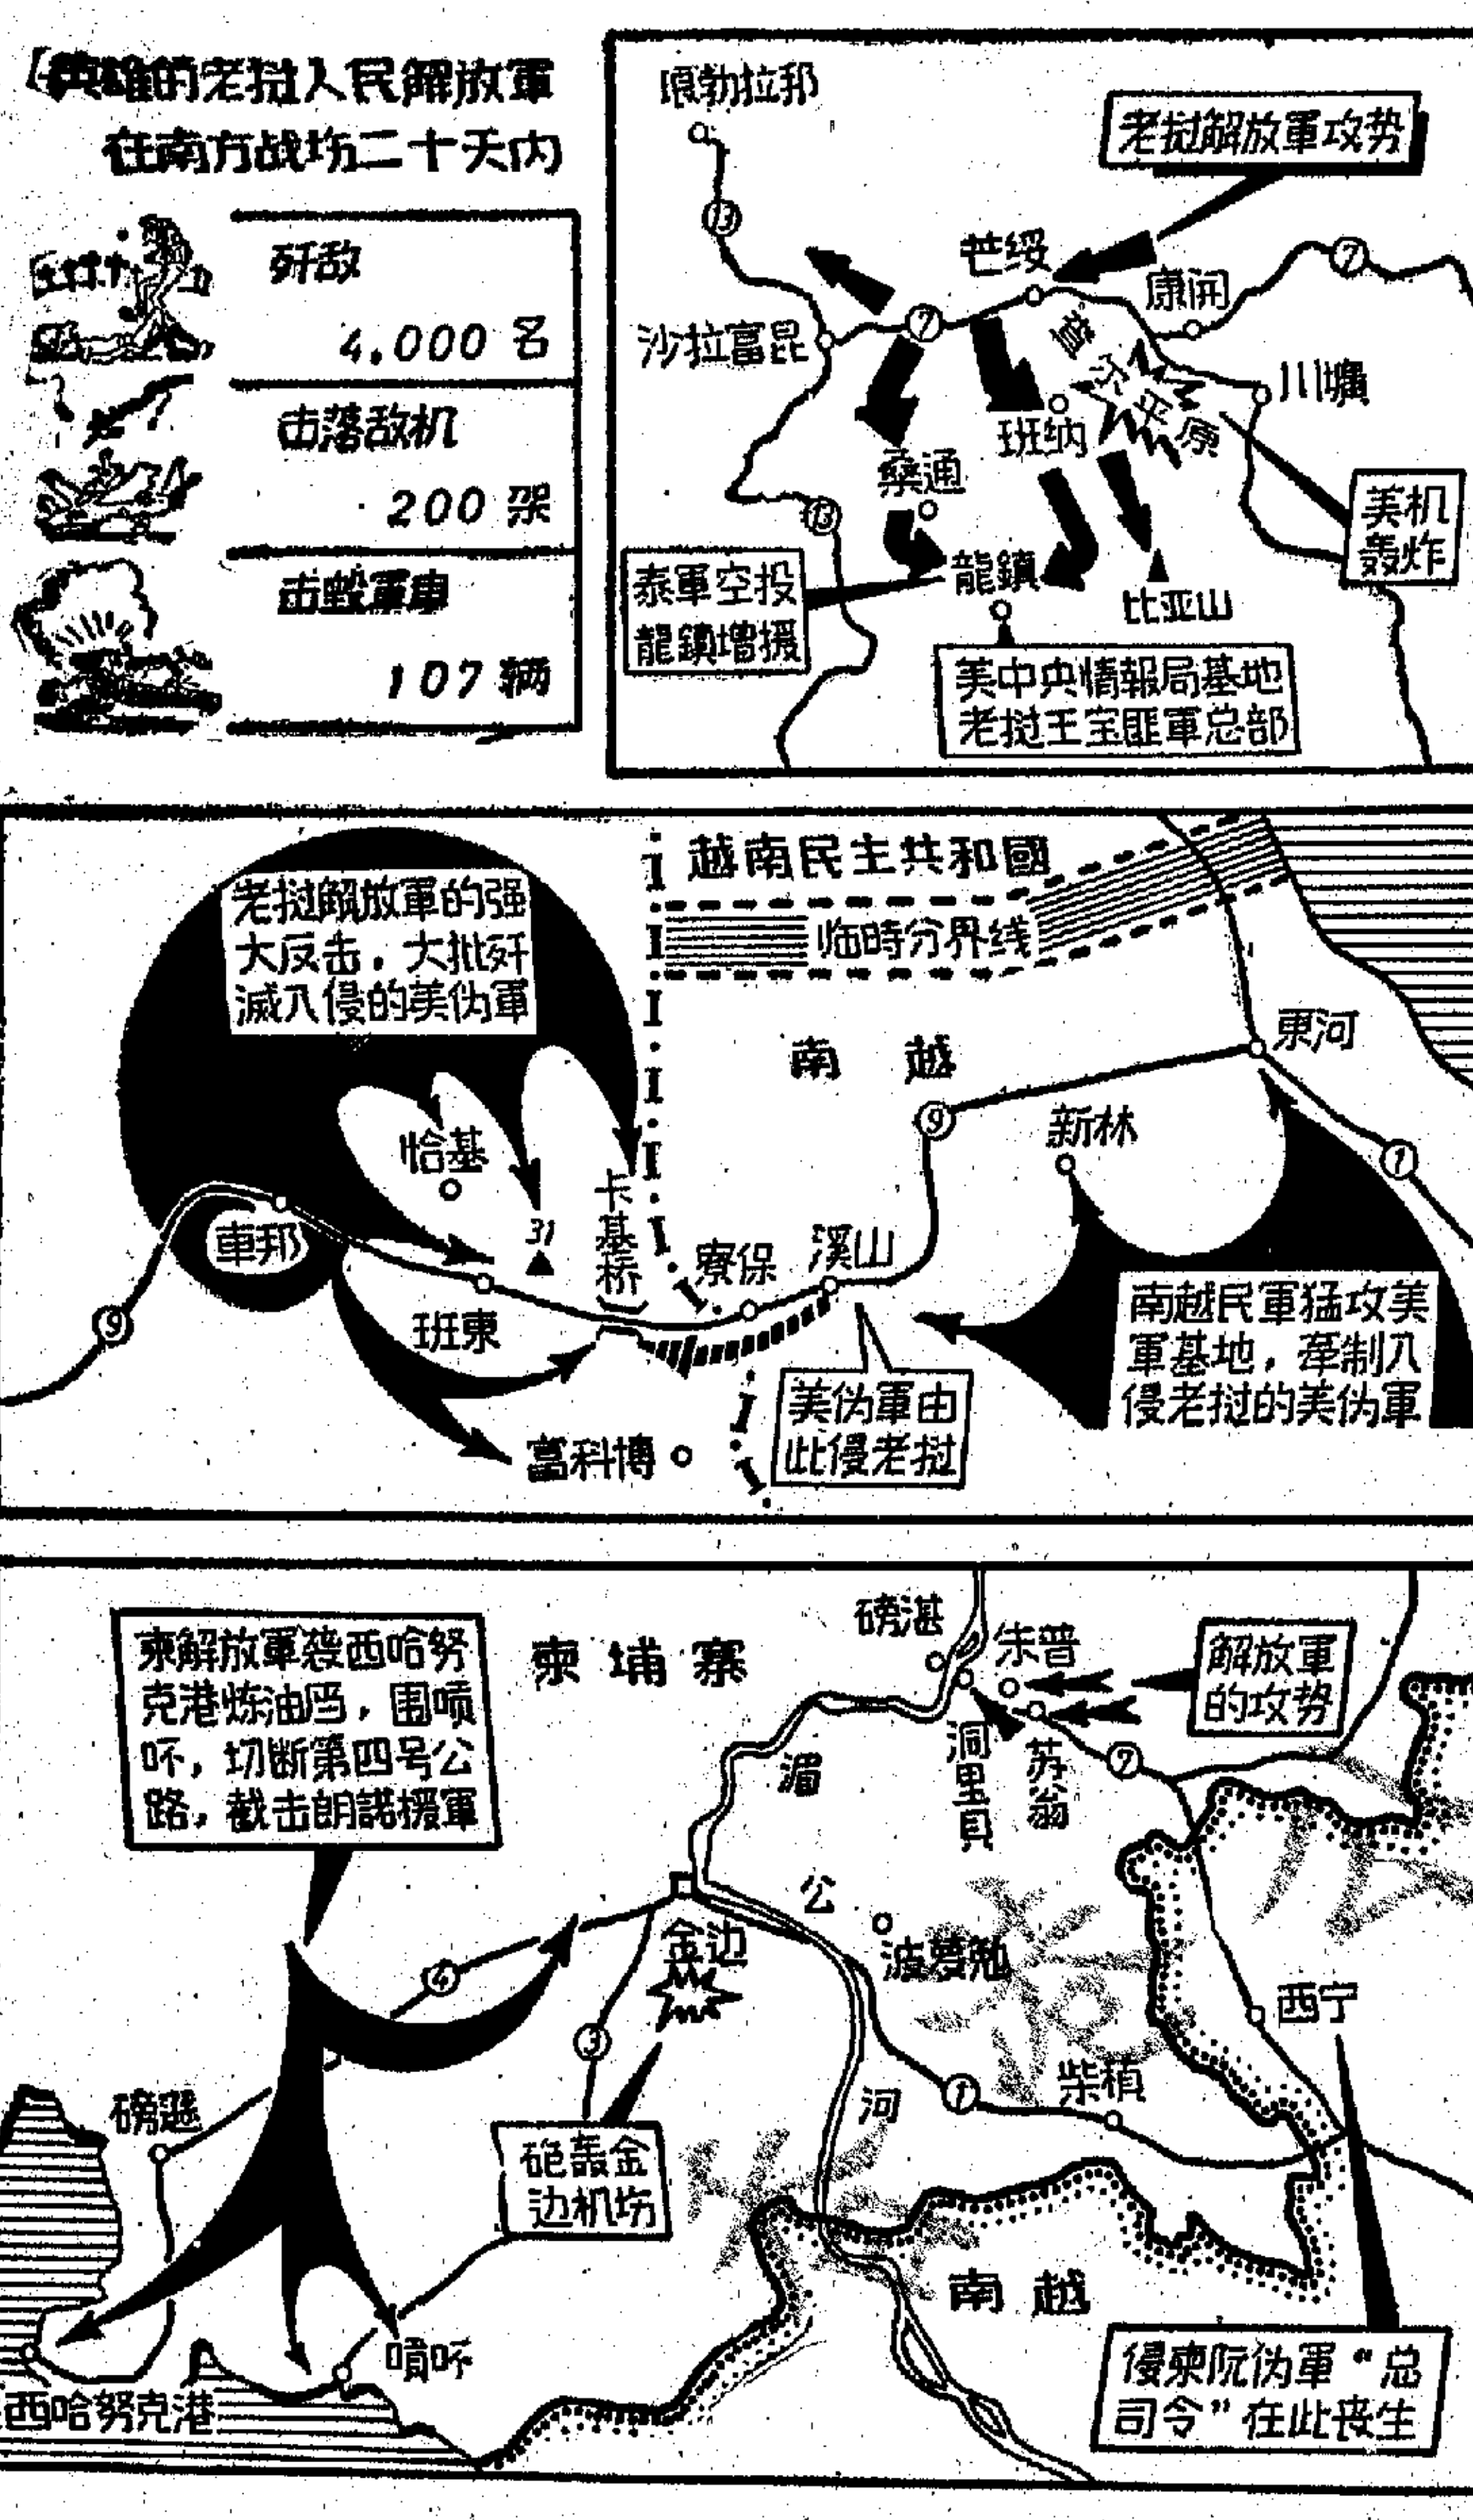 英雄的老挝人民解放軍
在南方战场二十天内
歼敌
4.000 名
击落敌机
200 架
击毁軍車
107 辆
琅勃拉邦
老挝解放軍攻势
13
芒绥
康開
7
沙拉富昆
7
查尔平原
川壙
班纳
桑通
13
美机
轰炸
泰軍空投
龍鎮增援
龍鎮
比亚山
美中央情報局基地
老挝王宝匪軍总部
老挝解放軍的强
大反击，大批歼
滅入侵的美伪軍
越南民主共和國
临時分界线
南越
東河
9
新林
1
恰基
31
卡基桥
車邦
寮保
溪山
9
班東
南越民軍猛攻美
軍基地，牽制入
侵老挝的美伪軍
美伪軍由
此侵老挝
富科博
柬解放軍袭西哈努
克港炼油厂，围喷
吥，切断第四号公
路，截击朗諾援軍
柬埔寨
磅湛
朱普
解放軍
的攻势
洞里貝
苏翁
7
湄公河
金边
波萝勉
4
3
西宁
1
柴楨
磅遜
砲轰金
边机场
南越
噴吥
西哈努克港
侵柬阮伪軍“总
司令”在此丧生